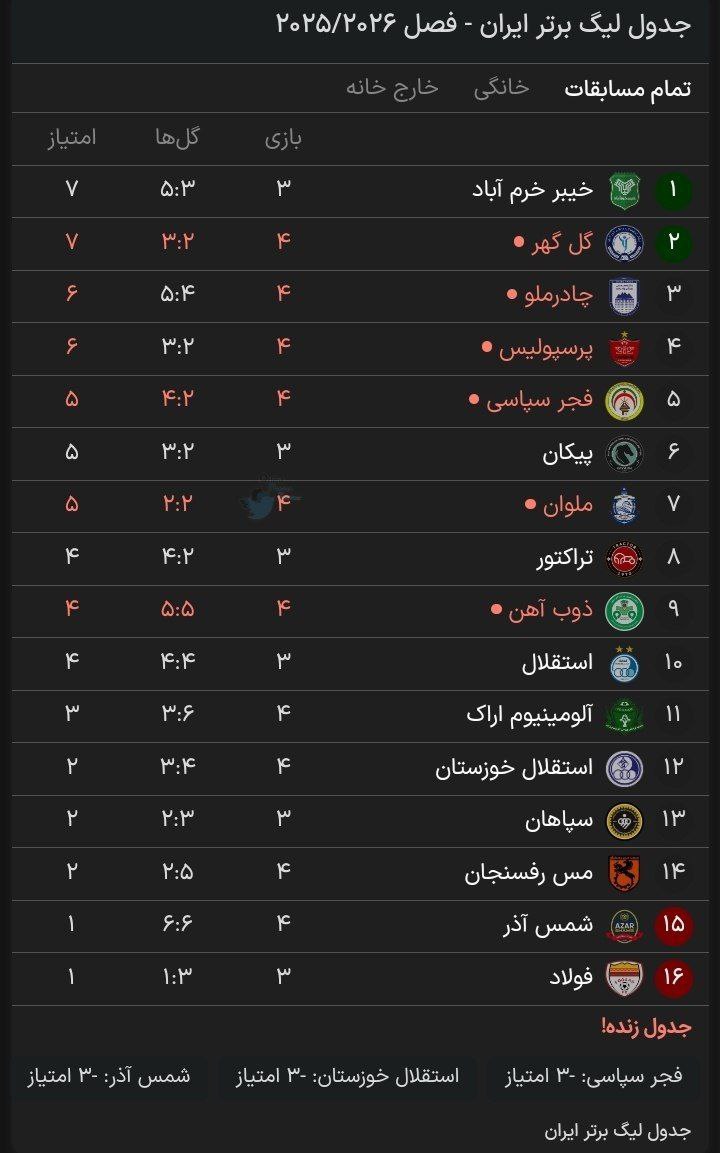 جدول لیگ برتر ایران - فصل ۲۰۲۵/۲۰۲۶
تمام مسابقات خانگی خارج خانه
بازی گل‌ها امتیاز
۱ خیبر خرم آباد ۳ ۵:۳ ۷
۲ گل گهر ۴ ۳:۲ ۷
۳ چادرملو ۴ ۵:۴ ۶
۴ پرسپولیس ۴ ۳:۲ ۶
۵ فجر سپاسی ۴ ۴:۲ ۵
۶ پیکان ۳ ۳:۲ ۵
۷ ملوان ۴ ۲:۲ ۵
۸ تراکتور ۳ ۴:۲ ۴
۹ ذوب آهن ۴ ۵:۵ ۴
۱۰ استقلال ۳ ۴:۴ ۴
۱۱ آلومینیوم اراک ۴ ۳:۶ ۳
۱۲ استقلال خوزستان ۴ ۳:۴ ۲
۱۳ سپاهان ۳ ۲:۳ ۲
۱۴ مس رفسنجان ۴ ۲:۵ ۲
۱۵ شمس آذر ۴ ۶:۶ ۱
۱۶ فولاد ۳ ۱:۳ ۱
جدول زنده!
فجر سپاسی: -۳ امتیاز استقلال خوزستان: -۳ امتیاز شمس آذر: -۳ امتیاز
جدول لیگ برتر ایران